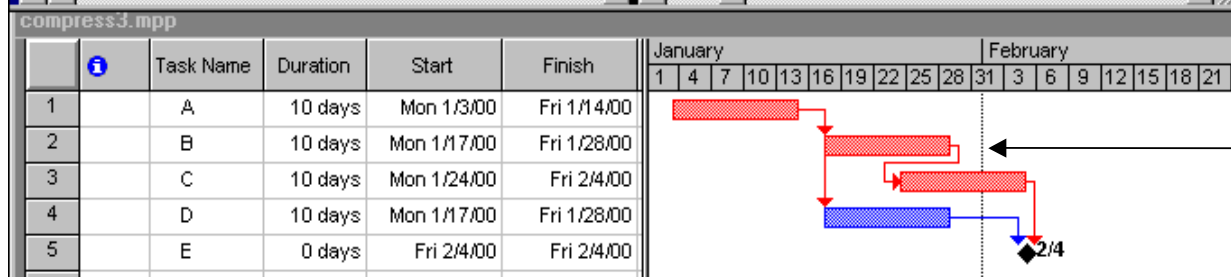 compress3.mpp
Task Name Duration Start Finish January February
1 4 7 10 13 16 19 22 25 28 31 3 6 9 12 15 18 21
1 A 10 days Mon 1/3/00 Fri 1/14/00
2 B 10 days Mon 1/17/00 Fri 1/28/00
3 C 10 days Mon 1/24/00 Fri 2/4/00
4 D 10 days Mon 1/17/00 Fri 1/28/00
5 E 0 days Fri 2/4/00 Fri 2/4/00 2/4